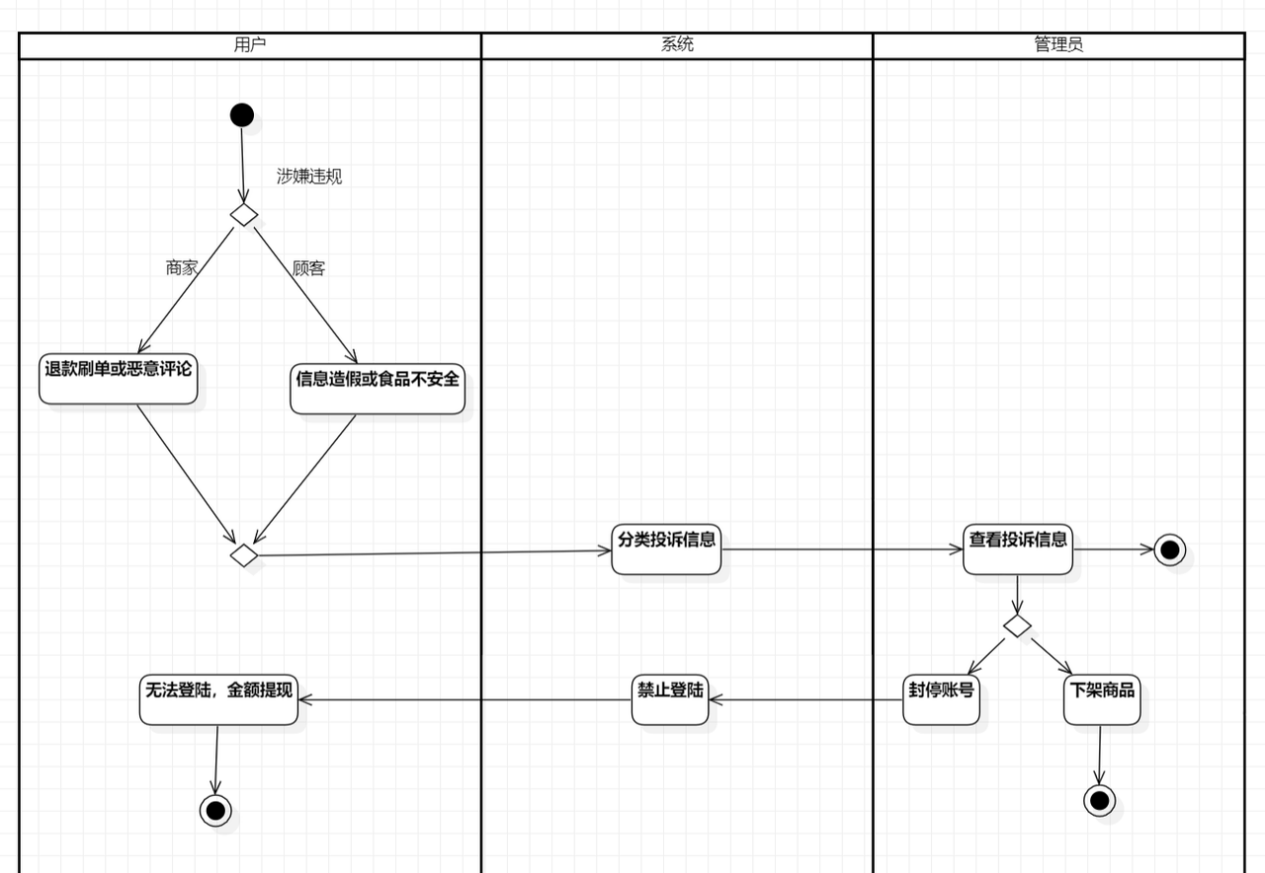 用户
系统
管理员
涉嫌违规
商家
顾客
退款刷单或恶意评论
信息造假或食品不安全
分类投诉信息
查看投诉信息
无法登陆，金额提现
禁止登陆
封停账号
下架商品